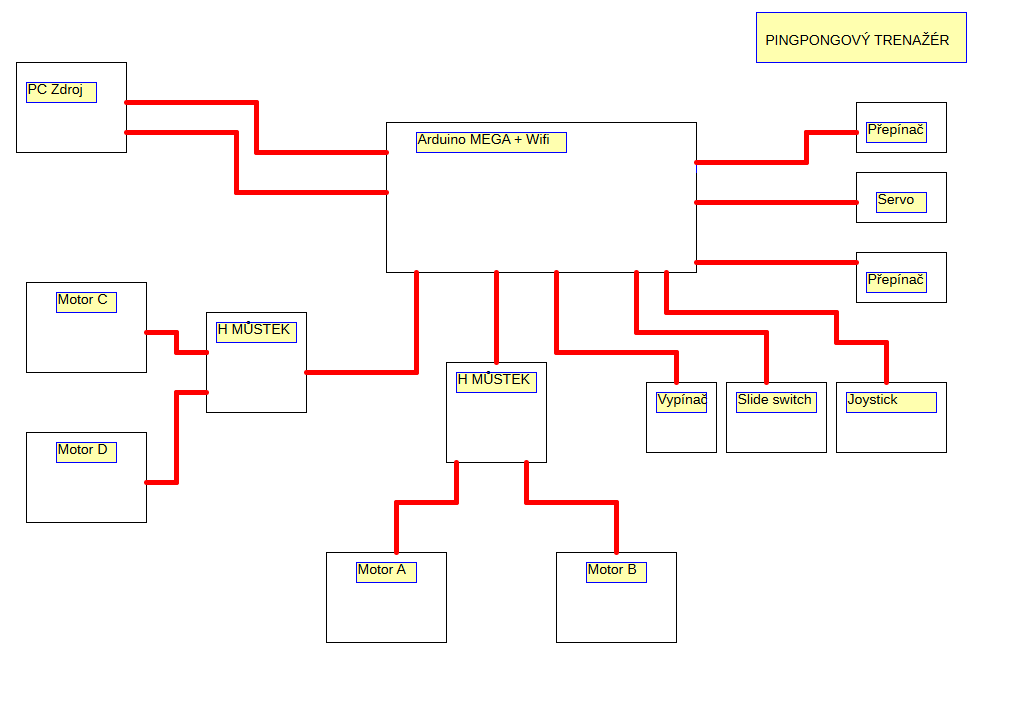 PINGPONGOVÝ TRENAŽÉR
PC Zdroj
Arduino MEGA + Wifi
Přepínač
Servo
Přepínač
Motor C
H MŮSTEK
H MŮSTEK
Vypínač
Slide switch
Joystick
Motor D
Motor A
Motor B